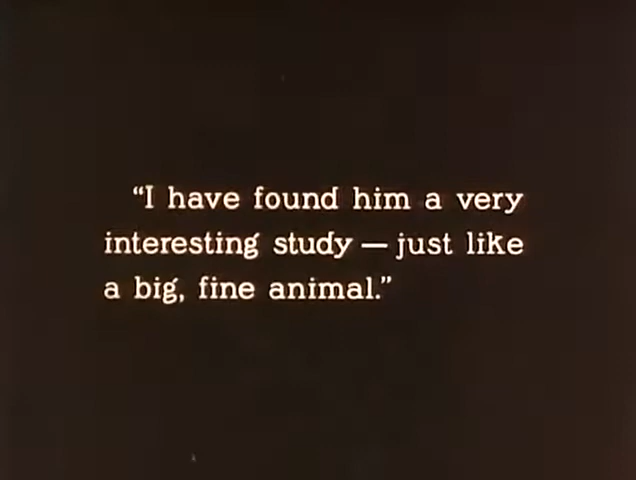 “I have found him a very
interesting study — just like
a big, fine animal.”